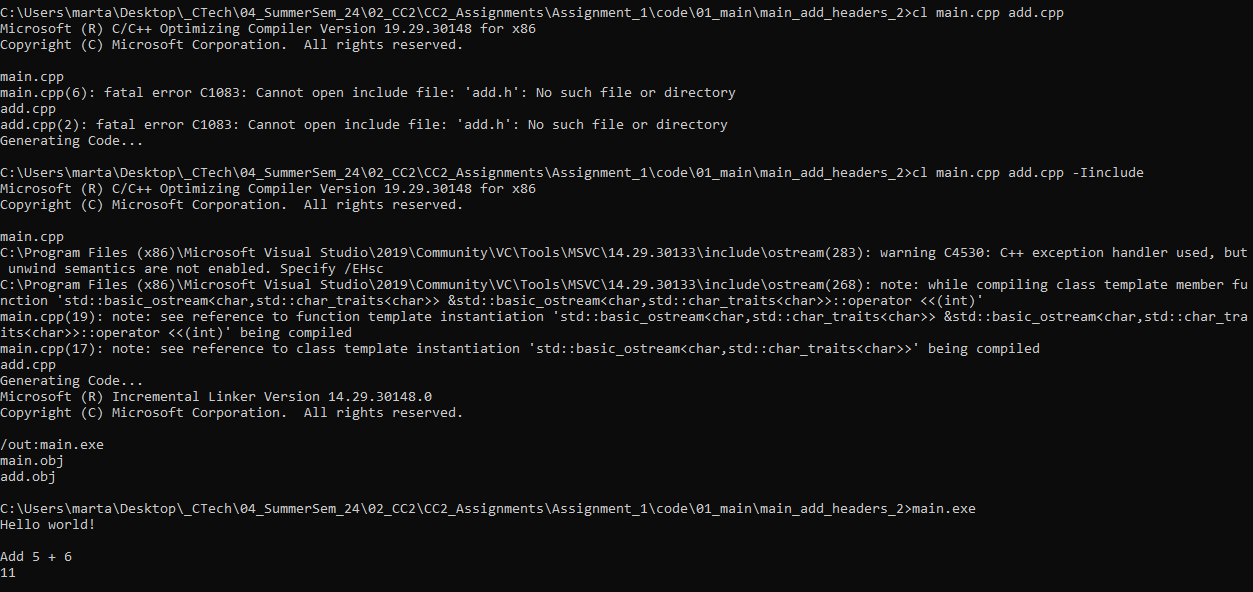 C:\Users\marta\Desktop\_CTech\04_SummerSem_24\02_CC2\CC2_Assignments\Assignment_1\code\01_main\main_add_headers_2>cl main.cpp add.cpp
Microsoft (R) C/C++ Optimizing Compiler Version 19.29.30148 for x86
Copyright (C) Microsoft Corporation.  All rights reserved.

main.cpp
main.cpp(6): fatal error C1083: Cannot open include file: 'add.h': No such file or directory
add.cpp
add.cpp(2): fatal error C1083: Cannot open include file: 'add.h': No such file or directory
Generating Code...

C:\Users\marta\Desktop\_CTech\04_SummerSem_24\02_CC2\CC2_Assignments\Assignment_1\code\01_main\main_add_headers_2>cl main.cpp add.cpp -Iinclude
Microsoft (R) C/C++ Optimizing Compiler Version 19.29.30148 for x86
Copyright (C) Microsoft Corporation.  All rights reserved.

main.cpp
C:\Program Files (x86)\Microsoft Visual Studio\2019\Community\VC\Tools\MSVC\14.29.30133\include\ostream(283): warning C4530: C++ exception handler used, but
 unwind semantics are not enabled. Specify /EHsc
C:\Program Files (x86)\Microsoft Visual Studio\2019\Community\VC\Tools\MSVC\14.29.30133\include\ostream(268): note: while compiling class template member fu
nction 'std::basic_ostream<char,std::char_traits<char>> &std::basic_ostream<char,std::char_traits<char>>::operator <<(int)'
main.cpp(19): note: see reference to function template instantiation 'std::basic_ostream<char,std::char_traits<char>> &std::basic_ostream<char,std::char_tra
its<char>>::operator <<(int)' being compiled
main.cpp(17): note: see reference to class template instantiation 'std::basic_ostream<char,std::char_traits<char>>' being compiled
add.cpp
Generating Code...
Microsoft (R) Incremental Linker Version 14.29.30148.0
Copyright (C) Microsoft Corporation.  All rights reserved.

/out:main.exe
main.obj
add.obj

C:\Users\marta\Desktop\_CTech\04_SummerSem_24\02_CC2\CC2_Assignments\Assignment_1\code\01_main\main_add_headers_2>main.exe
Hello world!

Add 5 + 6
11